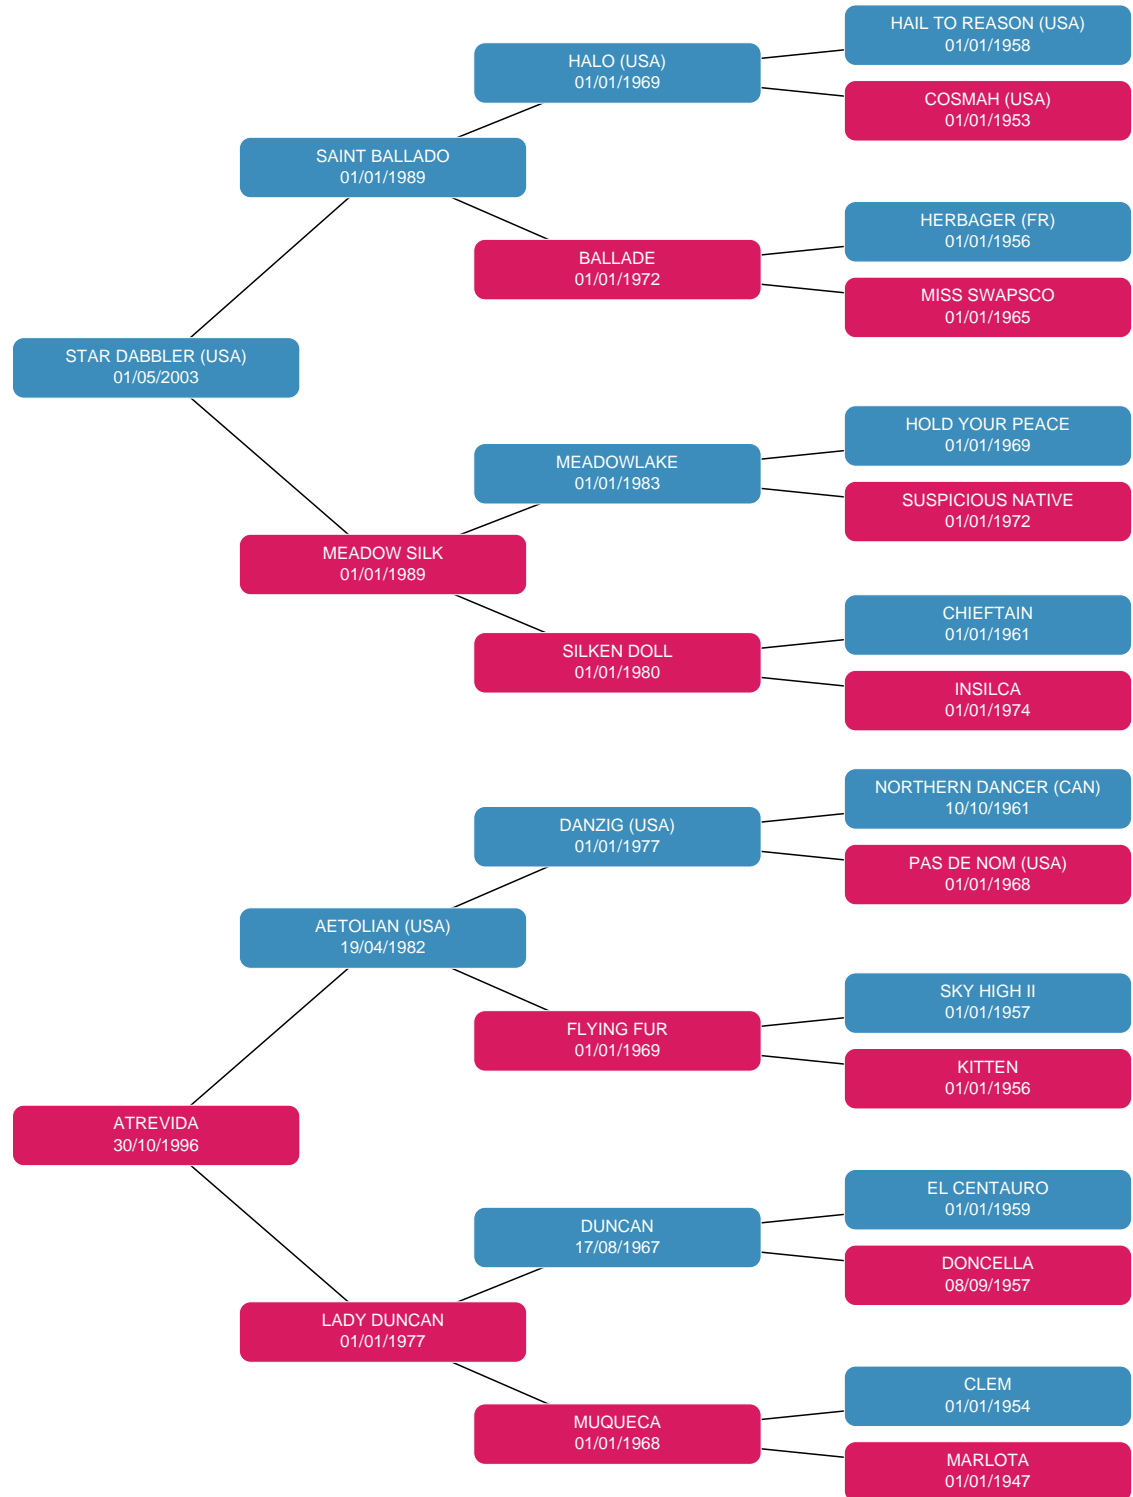 HAIL TO REASON (USA)
01/01/1958
HALO (USA)
01/01/1969
COSMAH (USA)
01/01/1953
SAINT BALLADO
01/01/1989
HERBAGER (FR)
01/01/1956
BALLADE
01/01/1972
MISS SWAPSCO
01/01/1965
STAR DABBLER (USA)
01/05/2003
HOLD YOUR PEACE
01/01/1969
MEADOWLAKE
01/01/1983
SUSPICIOUS NATIVE
01/01/1972
MEADOW SILK
01/01/1989
CHIEFTAIN
01/01/1961
SILKEN DOLL
01/01/1980
INSILCA
01/01/1974
NORTHERN DANCER (CAN)
10/10/1961
DANZIG (USA)
01/01/1977
PAS DE NOM (USA)
01/01/1968
AETOLIAN (USA)
19/04/1982
SKY HIGH II
01/01/1957
FLYING FUR
01/01/1969
KITTEN
01/01/1956
ATREVIDA
30/10/1996
EL CENTAURO
01/01/1959
DUNCAN
17/08/1967
DONCELLA
08/09/1957
LADY DUNCAN
01/01/1977
CLEM
01/01/1954
MUQUECA
01/01/1968
MARLOTA
01/01/1947